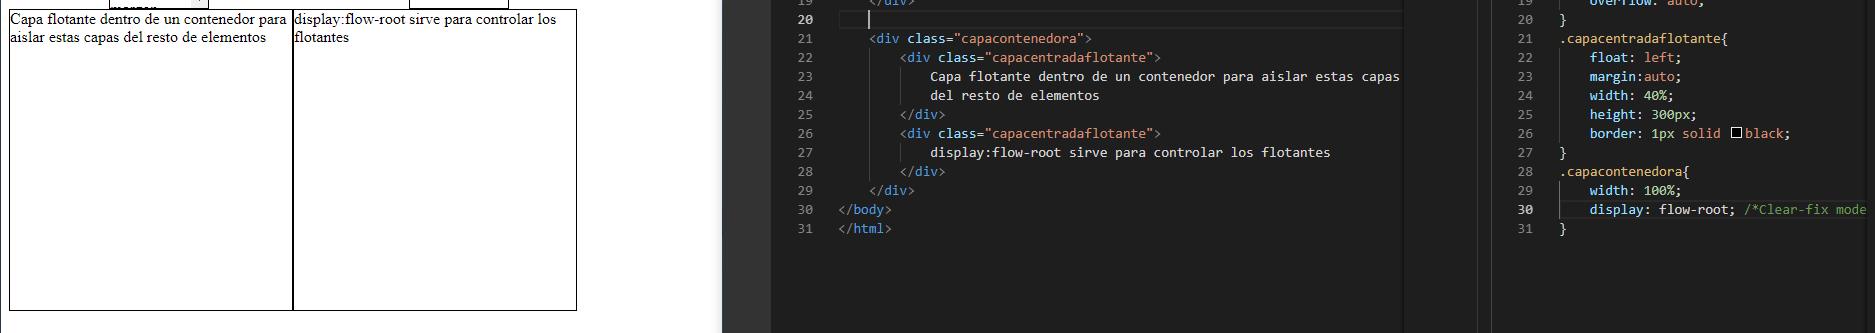 margen
Capa flotante dentro de un contenedor para
aislar estas capas del resto de elementos
display:flow-root sirve para controlar los
flotantes
19 </div>
20
21 <div class="capacontenedora">
22 <div class="capacentradaflotante">
23 Capa flotante dentro de un contenedor para aislar estas capas
24 del resto de elementos
25 </div>
26 <div class="capacentradaflotante">
27 display:flow-root sirve para controlar los flotantes
28 </div>
29 </div>
30 </body>
31 </html>
19 overflow: auto;
20 }
21 .capacentradaflotante{
22 float: left;
23 margin:auto;
24 width: 40%;
25 height: 300px;
26 border: 1px solid black;
27 }
28 .capacontenedora{
29 width: 100%;
30 display: flow-root; /*Clear-fix mode
31 }